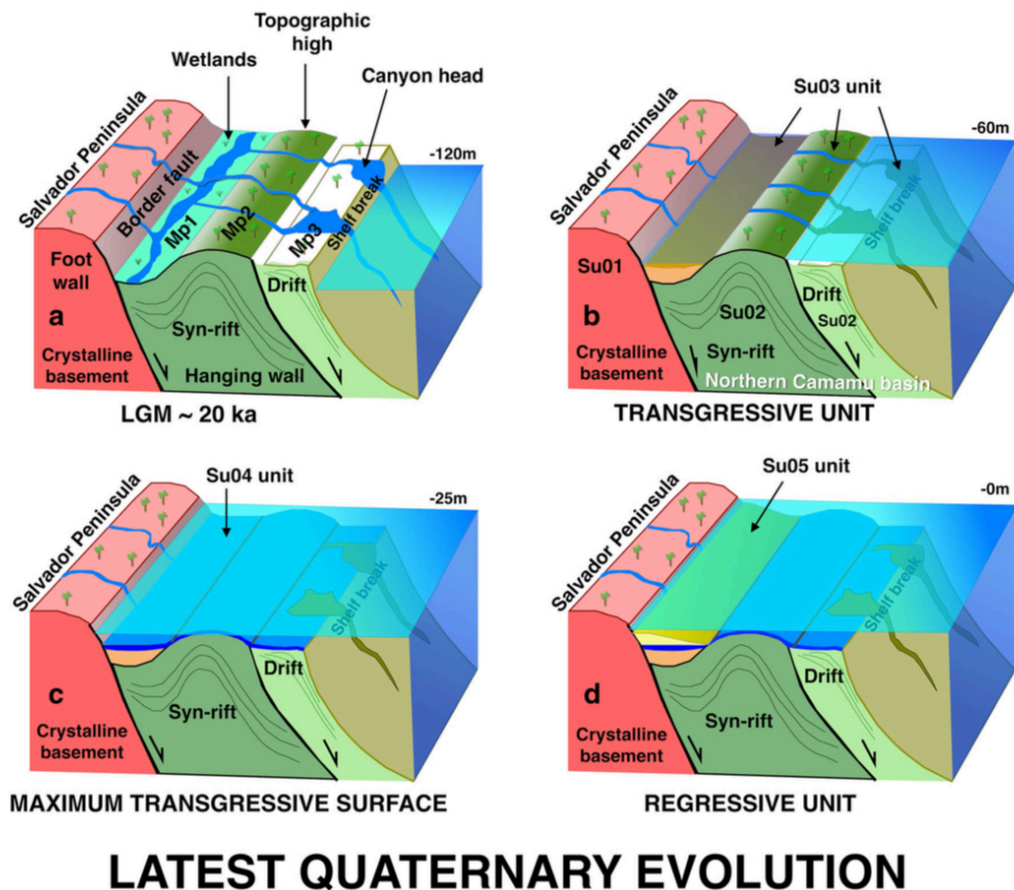 Topographic
high
Wetlands
Canyon head
Salvador Peninsula
-120m
Border fault
Mp1
Mp2
Mp3
Shelf break
Foot
wall
Drift
a
Syn-rift
Crystalline
basement
Hanging wall
LGM ~ 20 ka
Su03 unit
Salvador Peninsula
-60m
Shelf break
Su01
Drift
b
Su02
Su02
Syn-rift
Crystalline
basement
Northern Camamu basin
TRANSGRESSIVE UNIT
Su04 unit
Salvador Peninsula
-25m
Shelf break
Drift
c
Syn-rift
Crystalline
basement
MAXIMUM TRANSGRESSIVE SURFACE
Su05 unit
Salvador Peninsula
-0m
Shelf break
Drift
d
Syn-rift
Crystalline
basement
REGRESSIVE UNIT
LATEST QUATERNARY EVOLUTION